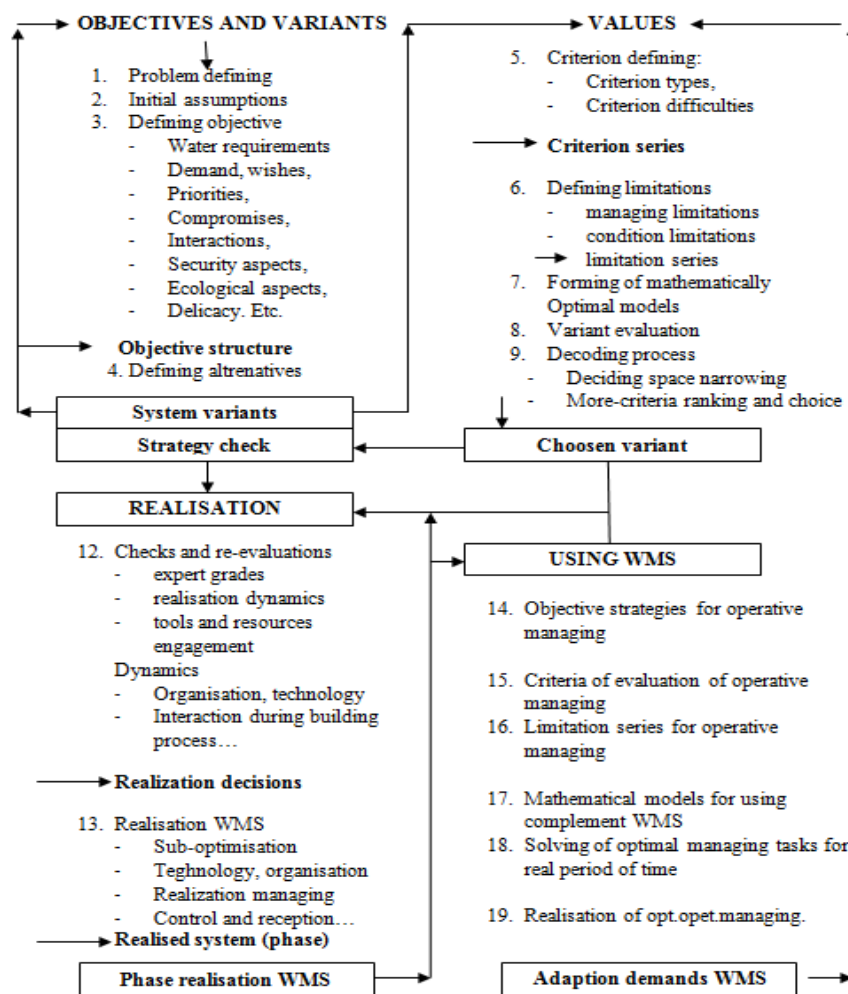 OBJECTIVES AND VARIANTS
1. Problem defining
2. Initial assumptions
3. Defining objective
- Water requirements
- Demand, wishes,
- Priorities,
- Compromises,
- Interactions,
- Security aspects,
- Ecological aspects,
- Delicacy. Etc.
Objective structure
4. Defining altrenatives
System variants
Strategy check
VALUES
5. Criterion defining:
- Criterion types,
- Criterion difficulties
Criterion series
6. Defining limitations
- managing limitations
- condition limitations
limitation series
7. Forming of mathematically
Optimal models
8. Variant evaluation
9. Decoding process
- Deciding space narrowing
- More-criteria ranking and choice
Choosen variant
REALISATION
12. Checks and re-evaluations
- expert grades
- realisation dynamics
- tools and resources
engagement
Dynamics
- Organisation, technology
- Interaction during building
process…
Realization decisions
13. Realisation WMS
- Sub-optimisation
- Teghnology, organisation
- Realization managing
- Control and reception…
Realised system (phase)
Phase realisation WMS
USING WMS
14. Objective strategies for operative
managing
15. Criteria of evaluation of operative
managing
16. Limitation series for operative
managing
17. Mathematical models for using
complement WMS
18. Solving of optimal managing tasks for
real period of time
19. Realisation of opt.opet.managing.
Adaption demands WMS